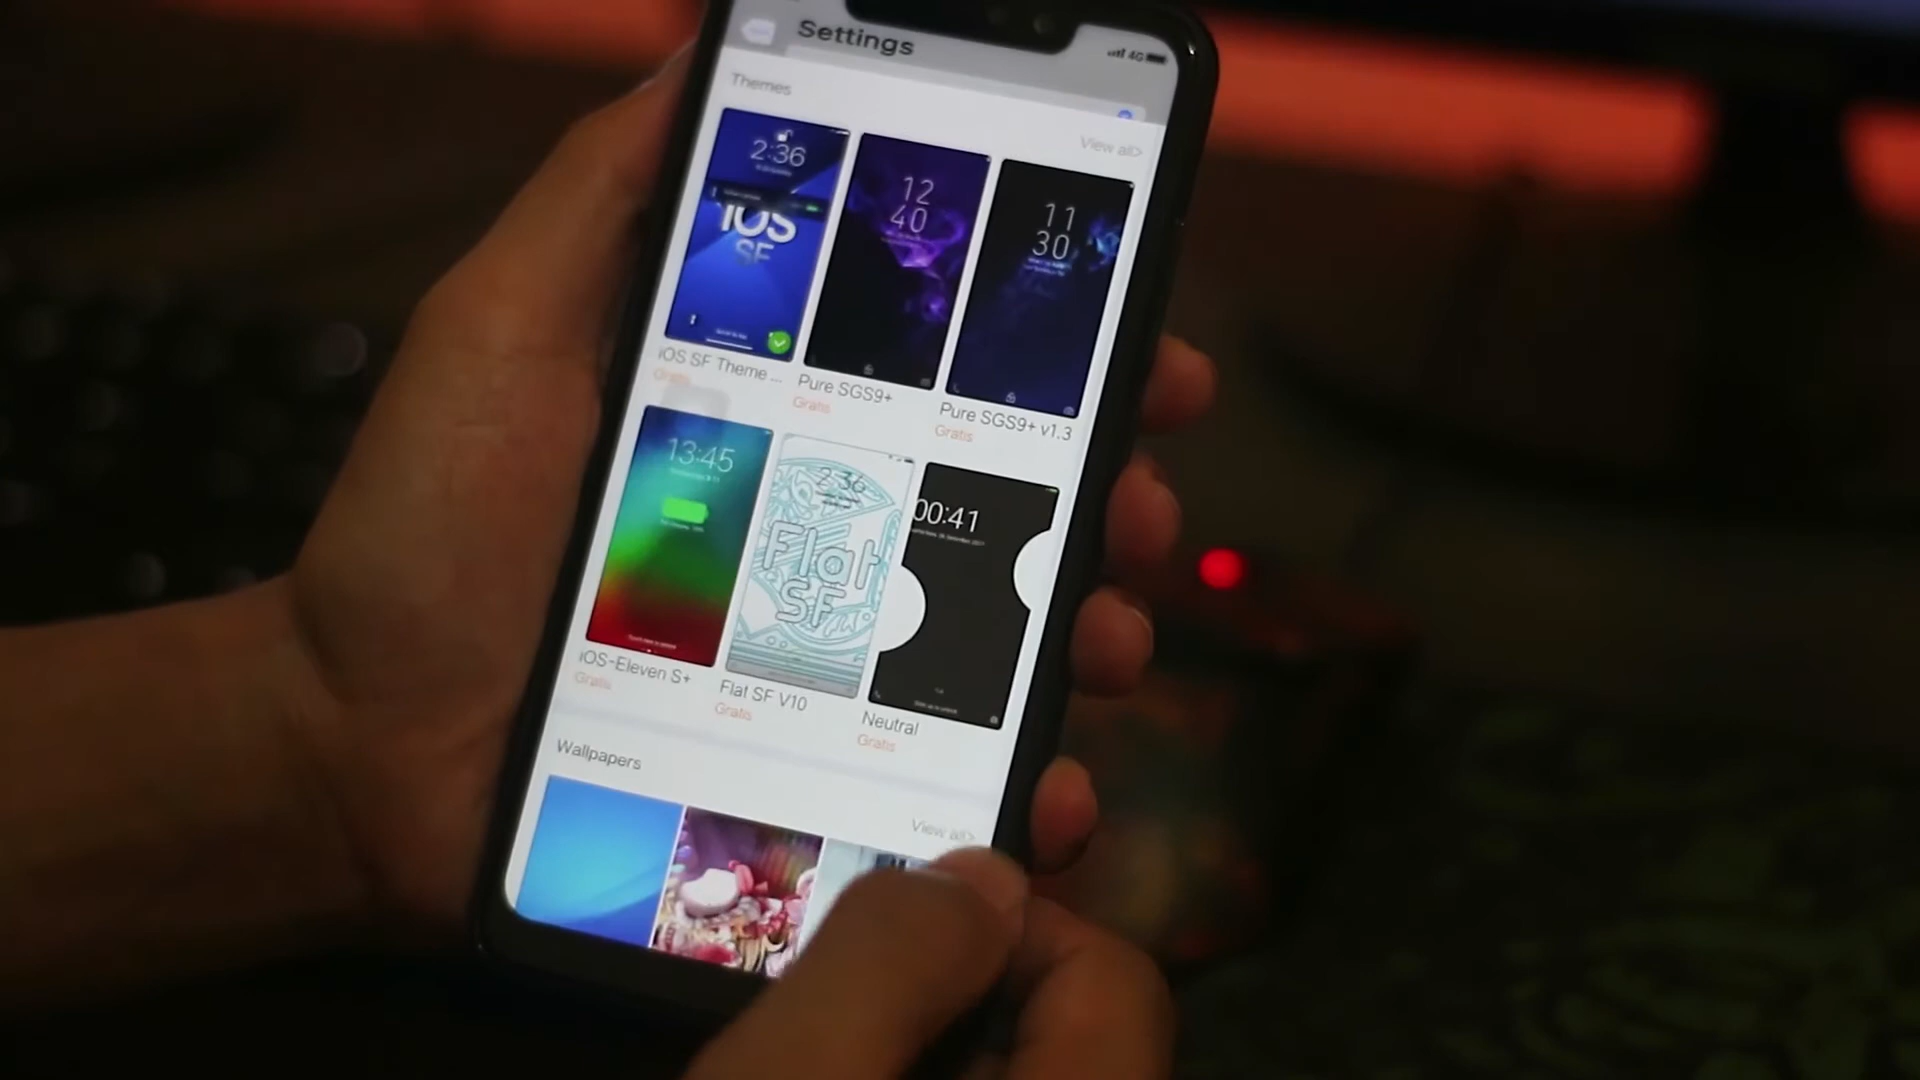 Settings
4G
Themes
View all>
2:36
iOS
SF
12
40
11
30
iOS SF Theme ...
Gratis
Pure SGS9+
Gratis
Pure SGS9+ v1.3
Gratis
13:45
2:36
Flat
SF
00:41
iOS-Eleven S+
Gratis
Flat SF V10
Gratis
Neutral
Gratis
Wallpapers
View all>